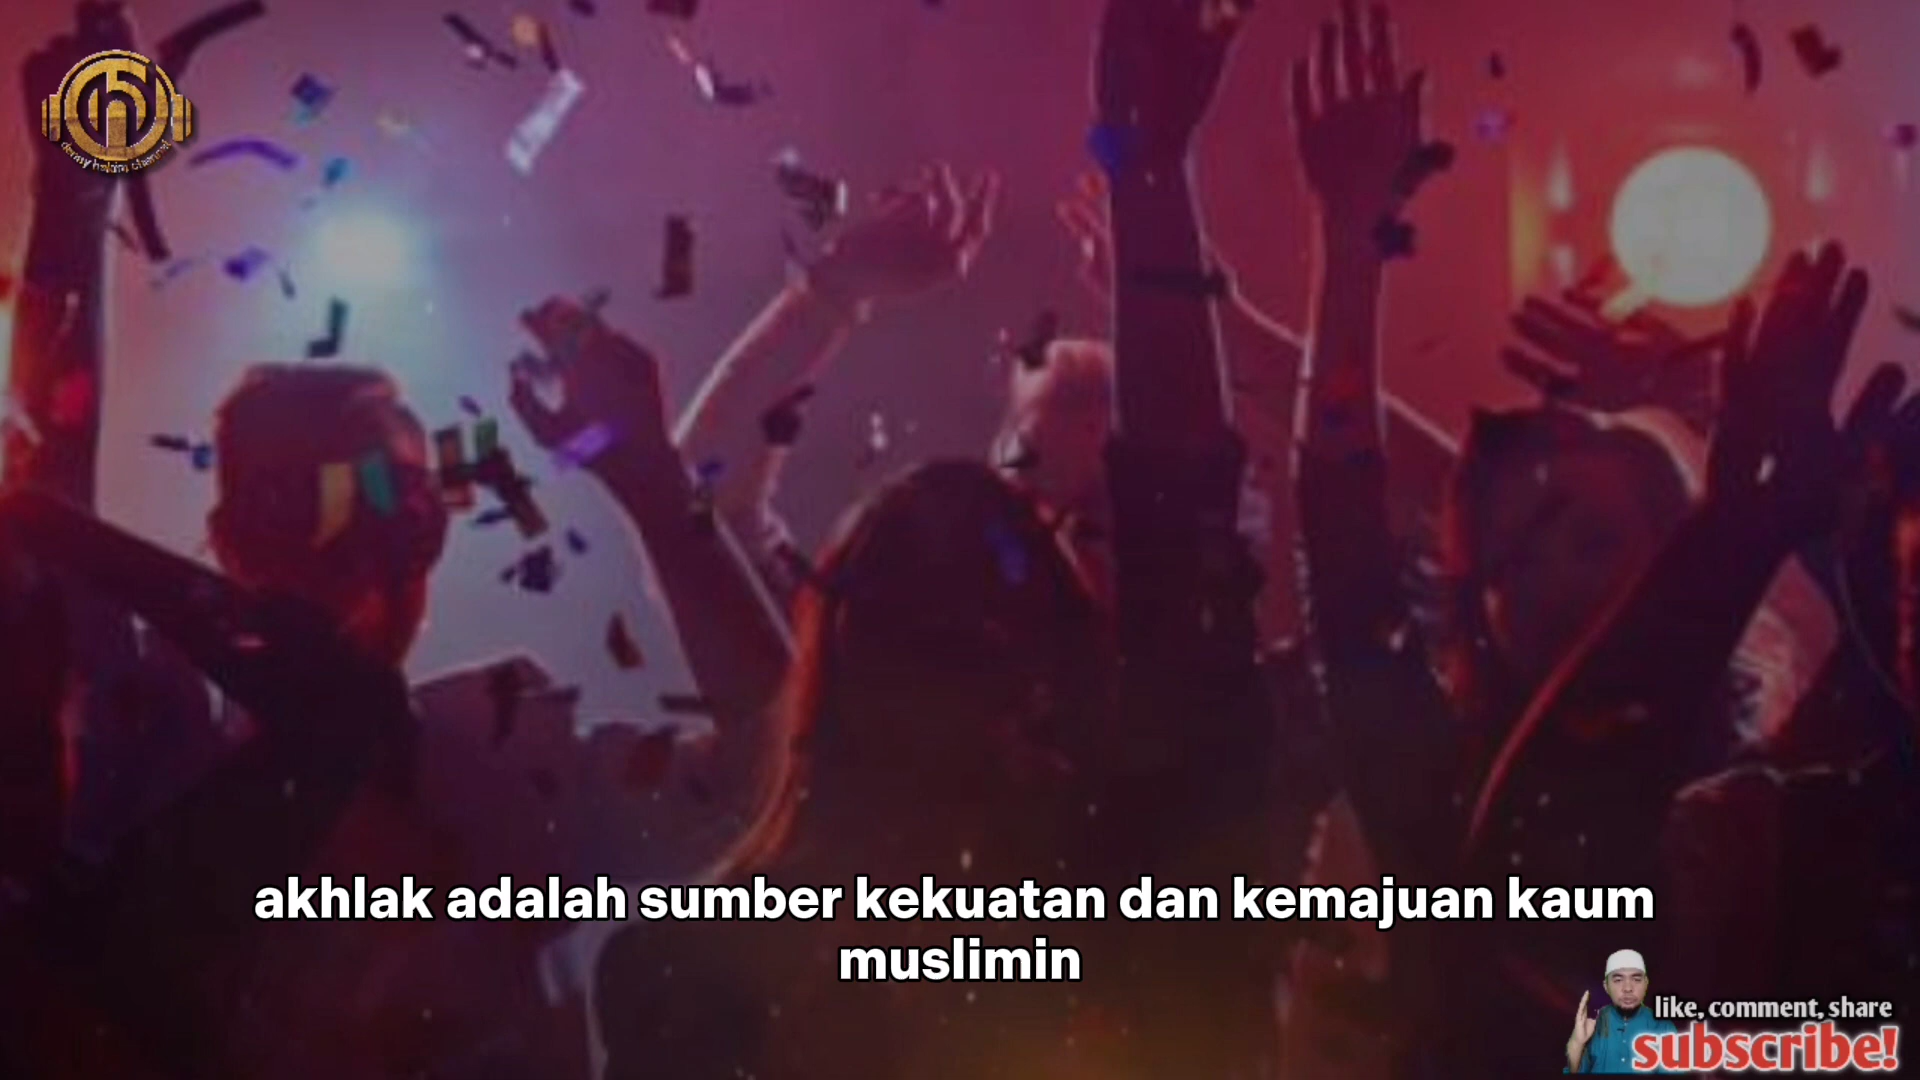 akhlak adalah sumber kekuatan dan kemajuan kaum
muslimin
like, comment, share
subscribe!